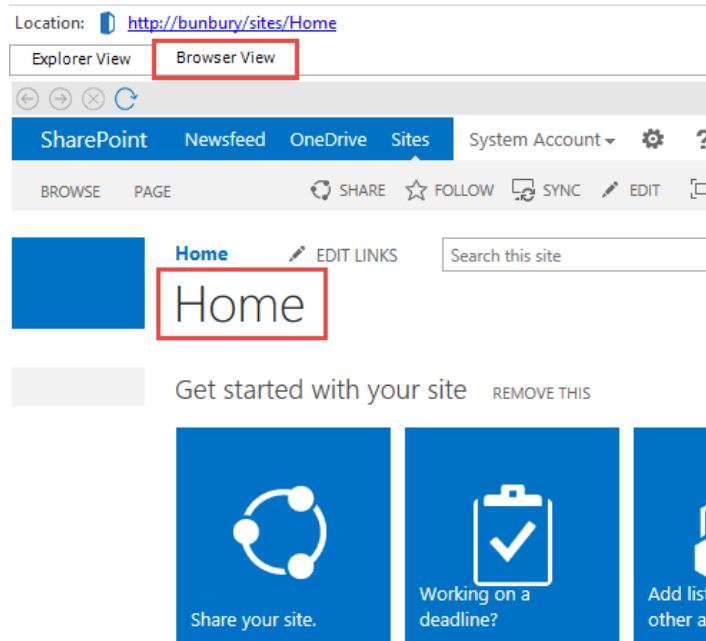 Location: http://bunbury/sites/Home
Explorer View Browser View
SharePoint Newsfeed OneDrive Sites System Account ?
BROWSE PAGE SHARE FOLLOW SYNC EDIT
Home EDIT LINKS Search this site
Home
Get started with your site REMOVE THIS
Share your site.
Working on a
deadline?
Add
other